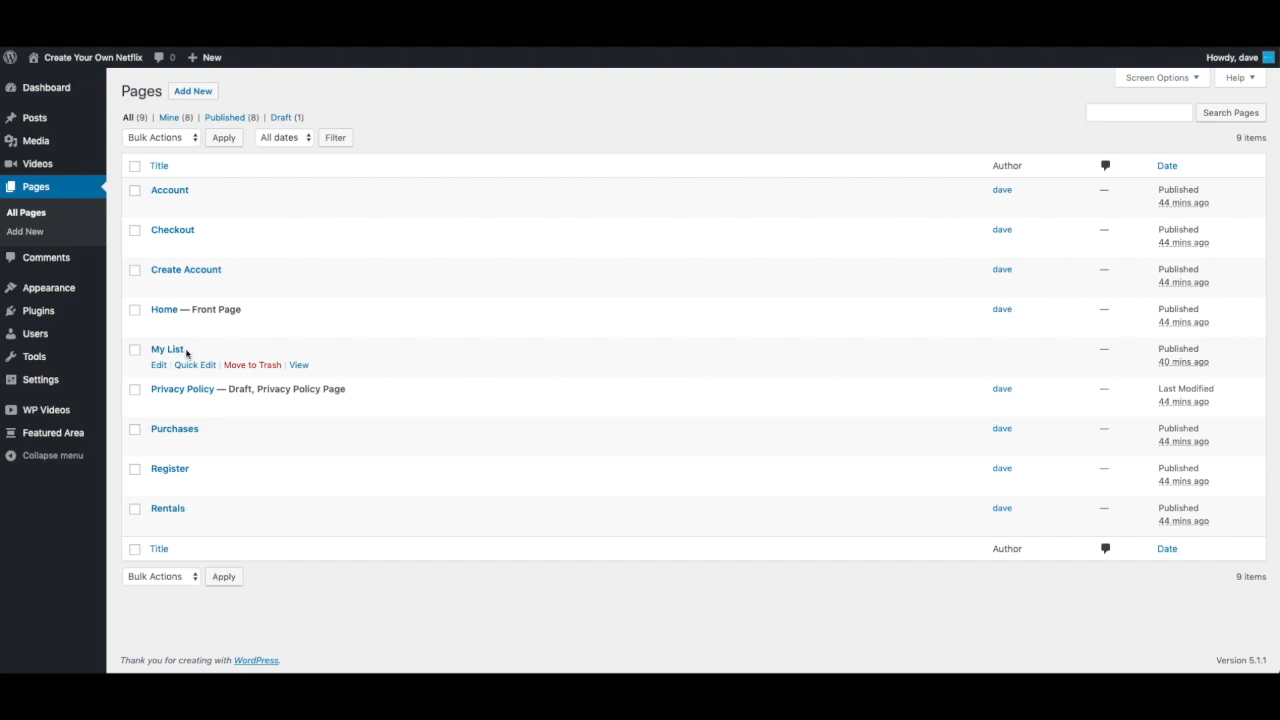 Create Your Own Netflix 0 New Howdy, dave
Dashboard
Posts
Media
Videos
Pages
All Pages
Add New
Comments
Appearance
Plugins
Users
Tools
Settings
WP Videos
Featured Area
Collapse menu
Screen Options Help
Pages Add New
All (9) | Mine (8) | Published (8) | Draft (1)
Search Pages
Bulk Actions Apply All dates Filter 9 items
Title Author Date
Account dave — Published
44 mins ago
Checkout dave — Published
44 mins ago
Create Account dave — Published
44 mins ago
Home — Front Page dave — Published
44 mins ago
My List — Published
Edit | Quick Edit | Move to Trash | View 40 mins ago
Privacy Policy — Draft, Privacy Policy Page dave — Last Modified
44 mins ago
Purchases dave — Published
44 mins ago
Register dave — Published
44 mins ago
Rentals dave — Published
44 mins ago
Title Author Date
Bulk Actions Apply 9 items
Thank you for creating with WordPress. Version 5.1.1